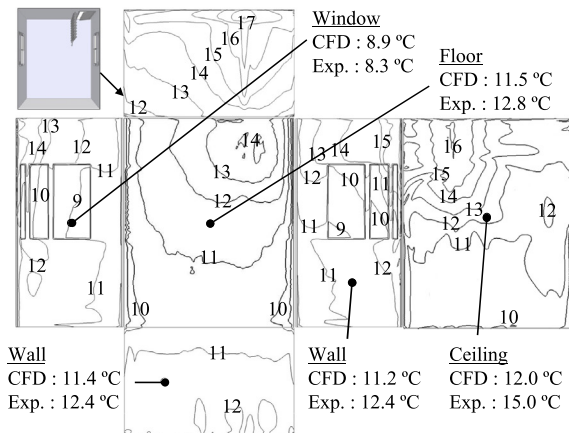 Window
CFD : 8.9 ºC
Exp. : 8.3 ºC
Floor
CFD : 11.5 ºC
Exp. : 12.8 ºC
17
16
15
14
13
12
13
14
12
11
10
9
12
11
14
13
12
11
10
10
13
14
15
12
10
11
11
9
10
11
12
16
15
14
13
12
11
12
10
11
12
Wall
CFD : 11.4 ºC
Exp. : 12.4 ºC
Wall
CFD : 11.2 ºC
Exp. : 12.4 ºC
Ceiling
CFD : 12.0 ºC
Exp. : 15.0 ºC